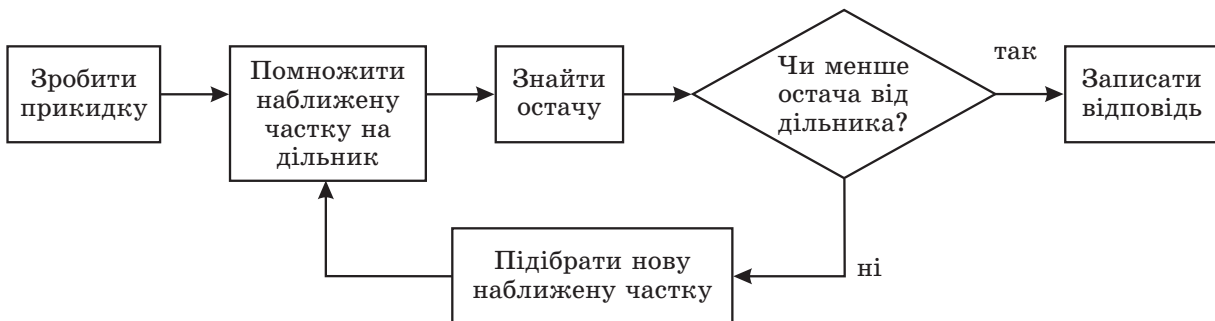 Зробити
прикидку
Помножити
наближену
частку на
дільник
Знайти
остачу
Чи менше
остача від
дільника?
так
Записати
відповідь
ні
Підібрати нову
наближену частку